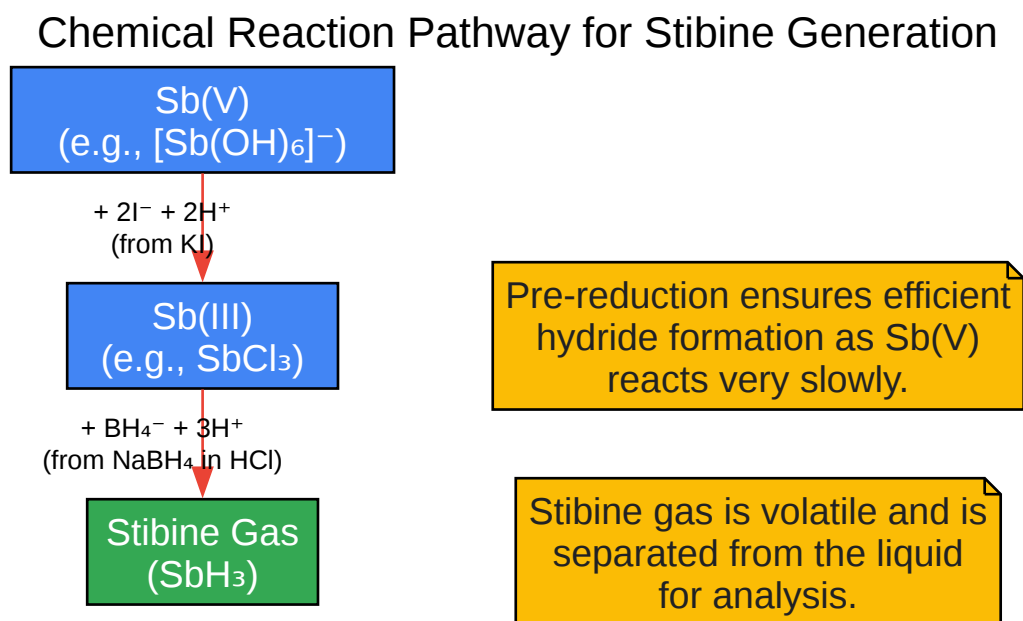 Chemical Reaction Pathway for Stibine Generation
Sb(V)
(e.g., [Sb(OH)₆]⁻)
+ 2I⁻ + 2H⁺
(from KI)
Sb(III)
(e.g., SbCl₃)
Pre-reduction ensures efficient
hydride formation as Sb(V)
reacts very slowly.
+ BH₄⁻ + 3H⁺
(from NaBH₄ in HCl)
Stibine Gas
(SbH₃)
Stibine gas is volatile and is
separated from the liquid
for analysis.